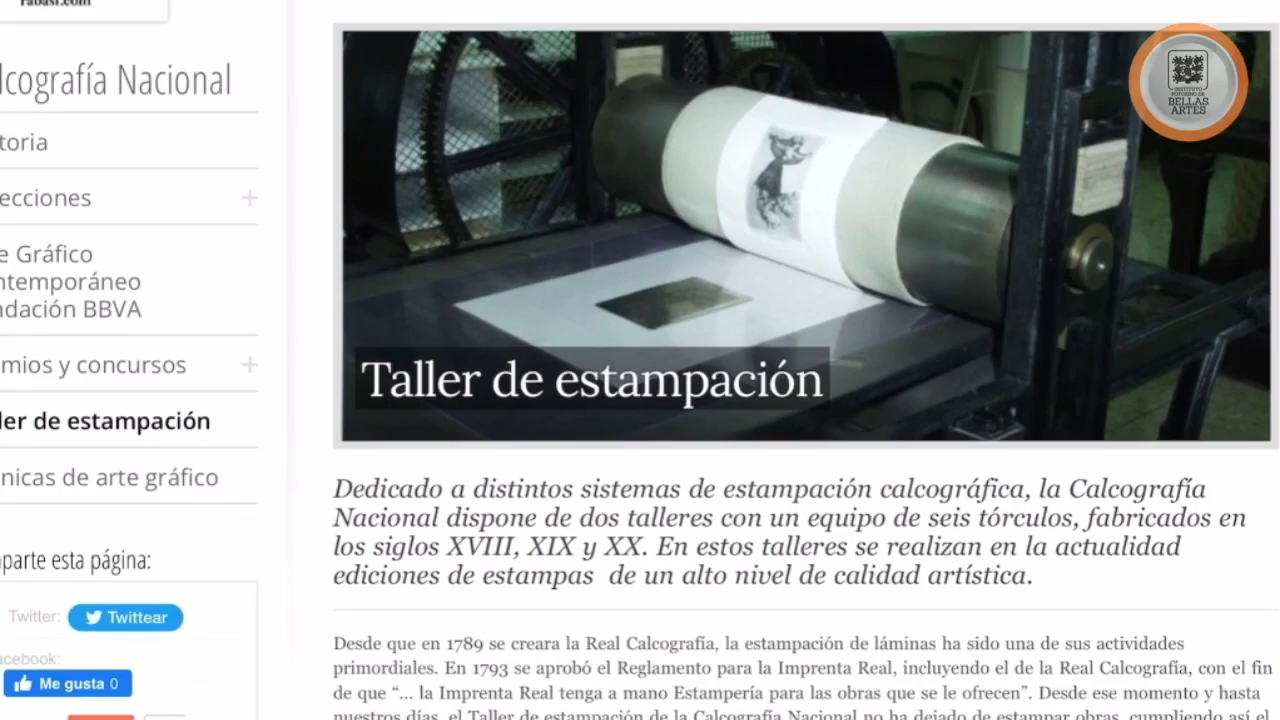 rabasf.com
lcografía Nacional
toria
ecciones +
e Gráfico
ntemporáneo
ndación BBVA
mios y concursos +
ler de estampación
nicas de arte gráfico
parte esta página:
Twitter: Twittear
acebook:
Me gusta 0
INSTITUTO
POTOSINO DE
BELLAS
ARTES
Taller de estampación
Dedicado a distintos sistemas de estampación calcográfica, la Calcografía
Nacional dispone de dos talleres con un equipo de seis tórculos, fabricados en
los siglos XVIII, XIX y XX. En estos talleres se realizan en la actualidad
ediciones de estampas de un alto nivel de calidad artística.
Desde que en 1789 se creara la Real Calcografía, la estampación de láminas ha sido una de sus actividades
primordiales. En 1793 se aprobó el Reglamento para la Imprenta Real, incluyendo el de la Real Calcografía, con el fin
de que “... la Imprenta Real tenga a mano Estampería para las obras que se le ofrecen”. Desde ese momento y hasta
nuestros días, el Taller de estampación de la Calcografía Nacional no ha dejado de estampar obras, cumpliendo así el